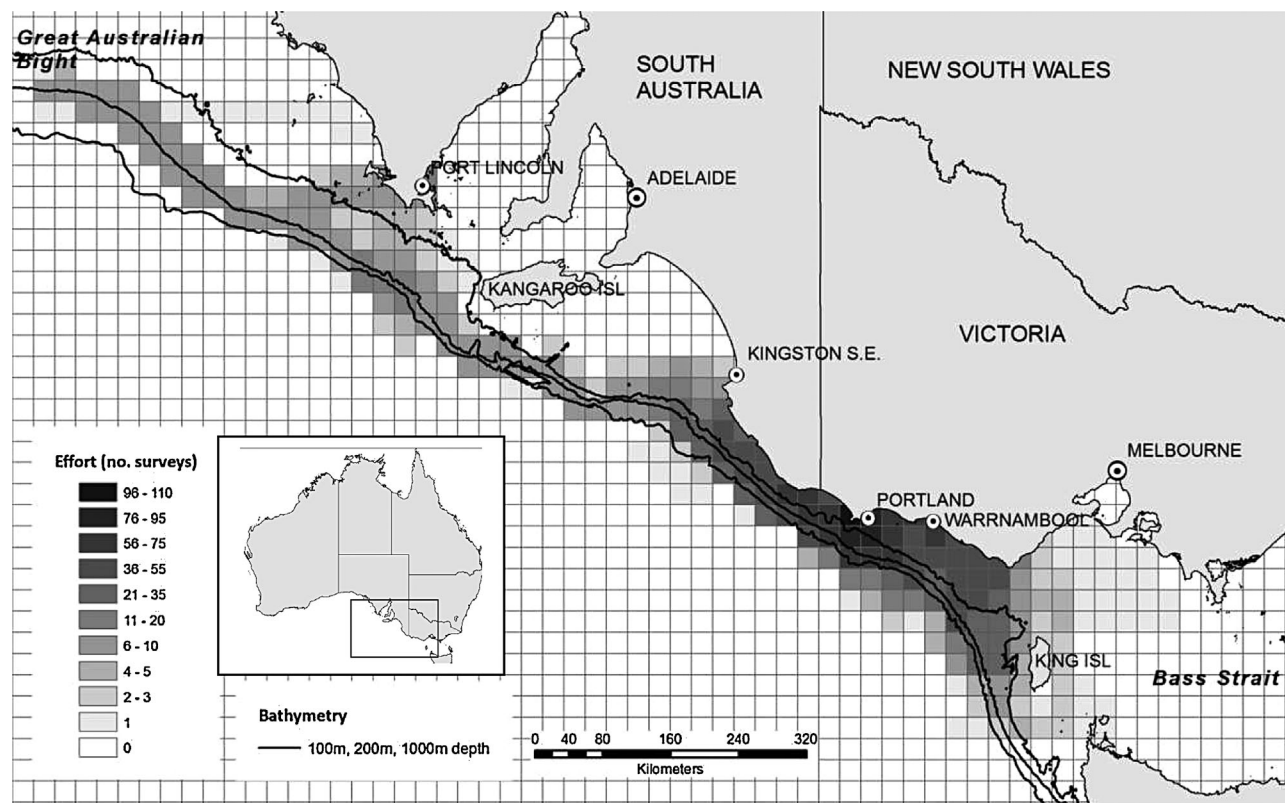 Great Australian
Bight
SOUTH
AUSTRALIA
NEW SOUTH WALES
PORT LINCOLN
ADELAIDE
KANGAROO ISL
VICTORIA
KINGSTON S.E.
MELBOURNE
PORTLAND
WARRNAMBOOL
KING ISL
Bass Strait
Effort (no. surveys)
96 - 110
76 - 95
56 - 75
36 - 55
21 - 35
11 - 20
6 - 10
4 - 5
2 - 3
1
0
Bathymetry
100m, 200m, 1000m depth
0 40 80 160 240 320
Kilometers